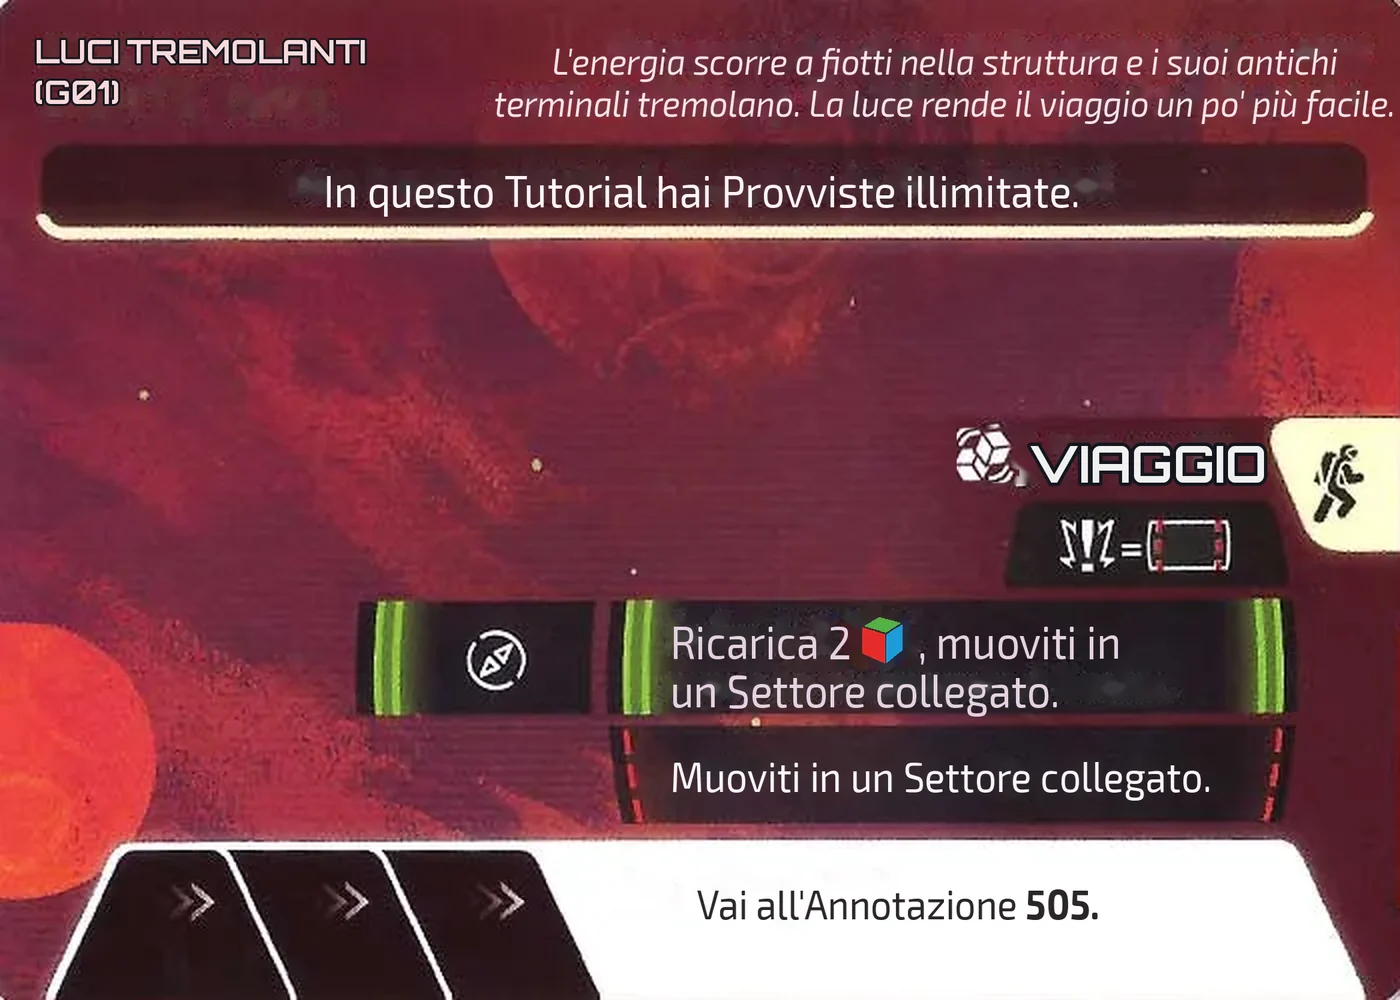 LUCI TREMOLANTI
(G01)
L'energia scorre a fiotti nella struttura e i suoi antichi
terminali tremolano. La luce rende il viaggio un po' più facile.
In questo Tutorial hai Provviste illimitate.
VIAGGIO
! =
Ricarica 2 , muoviti in
un Settore collegato.
Muoviti in un Settore collegato.
Vai all'Annotazione 505.